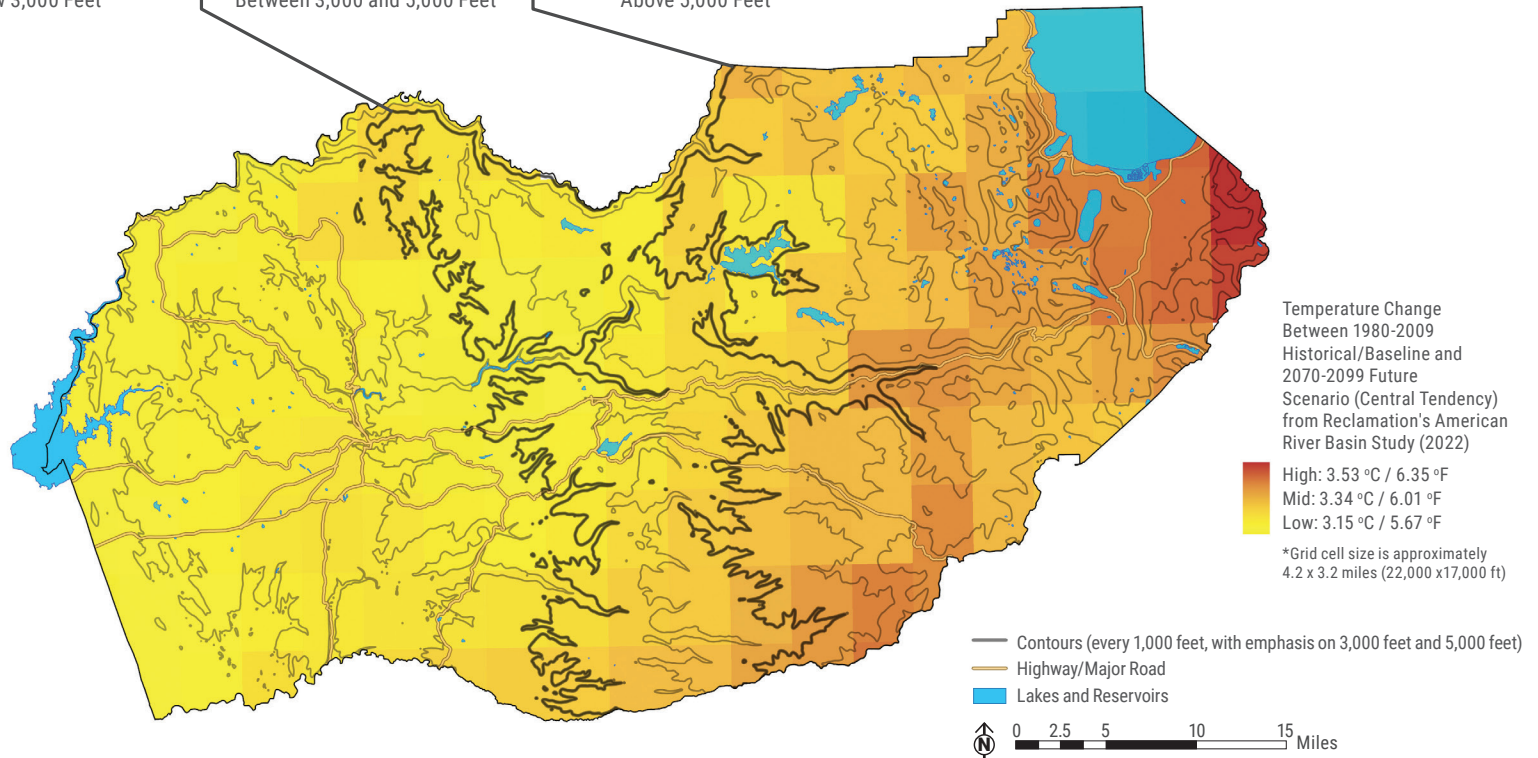 3,000 Feet
Between 3,000 and 5,000 Feet
Above 5,000 Feet
Temperature Change
Between 1980-2009
Historical/Baseline and
2070-2099 Future
Scenario (Central Tendency)
from Reclamation's American
River Basin Study (2022)
High: 3.53 °C / 6.35 °F
Mid: 3.34 °C / 6.01 °F
Low: 3.15 °C / 5.67 °F
*Grid cell size is approximately
4.2 x 3.2 miles (22,000 x17,000 ft)
Contours (every 1,000 feet, with emphasis on 3,000 feet and 5,000 feet)
Highway/Major Road
Lakes and Reservoirs
N
0 2.5 5 10 15 Miles